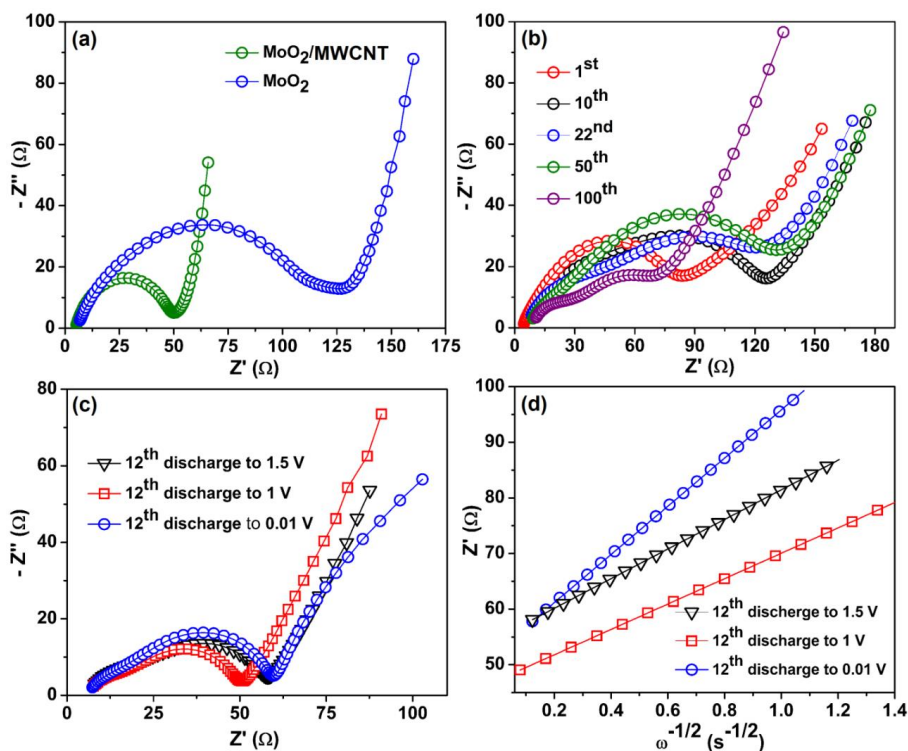 (a)
MoO₂/MWCNT
MoO₂
- Z'' (Ω)
100
80
60
40
20
0
0 25 50 75 100 125 150 175
Z' (Ω)
(b)
1st
10th
22nd
50th
100th
- Z'' (Ω)
100
80
60
40
20
0
0 30 60 90 120 150 180
Z' (Ω)
(c)
12th discharge to 1.5 V
12th discharge to 1 V
12th discharge to 0.01 V
- Z'' (Ω)
80
60
40
20
0
0 25 50 75 100
Z' (Ω)
(d)
Z' (Ω)
100
90
80
70
60
50
12th discherge to 1.5 V
12th discharge to 1 V
12th discharge to 0.01 V
0.2 0.4 0.6 0.8 1.0 1.2 1.4
ω-1/2 (s-1/2)